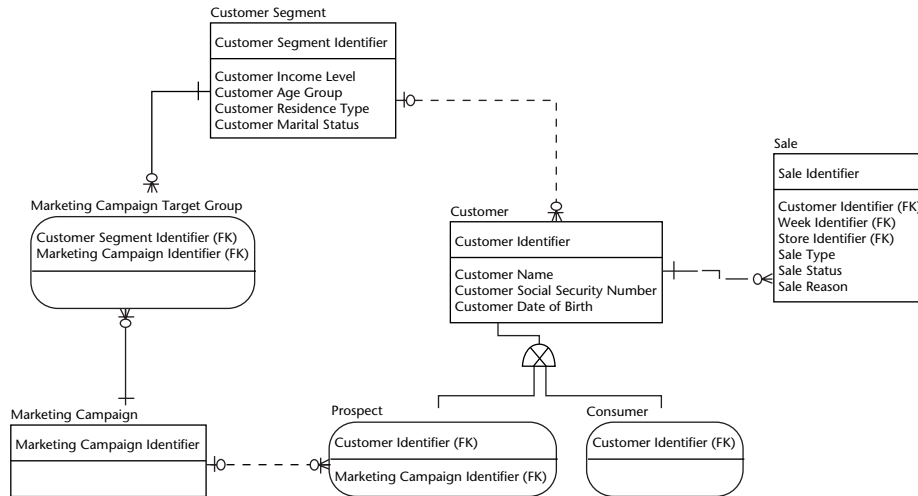 Customer Segment
Customer Segment Identifier
Customer Income Level
Customer Age Group
Customer Residence Type
Customer Marital Status
Sale
Sale Identifier
Customer Identifier (FK)
Week Identifier (FK)
Store Identifier (FK)
Sale Type
Sale Status
Sale Reason
Marketing Campaign Target Group
Customer Segment Identifier (FK)
Marketing Campaign Identifier (FK)
Customer
Customer Identifier
Customer Name
Customer Social Security Number
Customer Date of Birth
Marketing Campaign
Marketing Campaign Identifier
Prospect
Customer Identifier (FK)
Marketing Campaign Identifier (FK)
Consumer
Customer Identifier (FK)